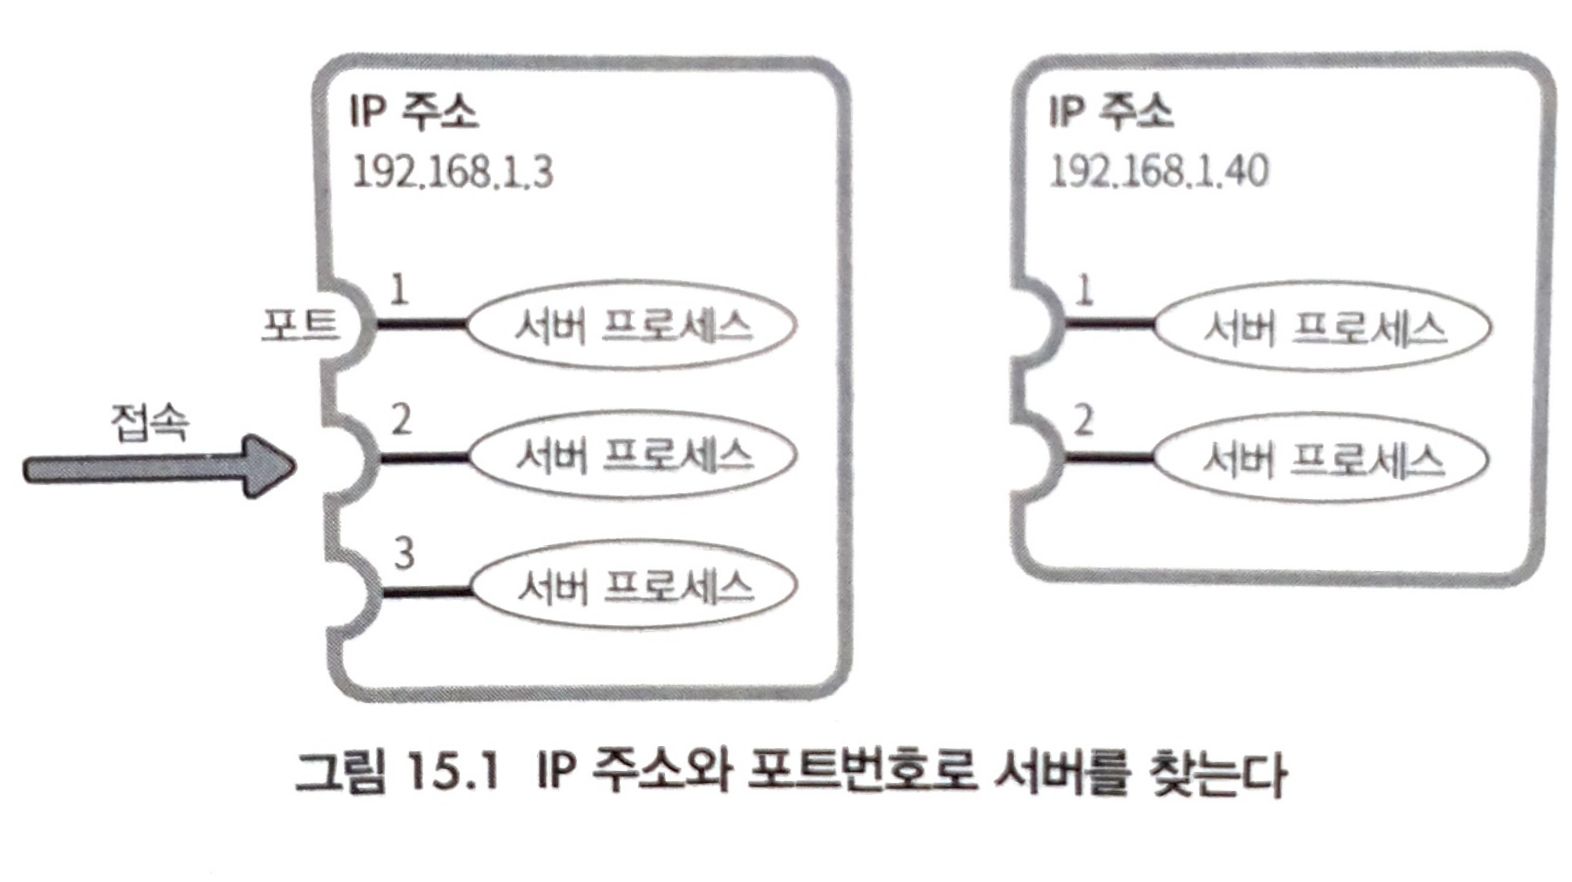 IP 주소
192.168.1.3
1
포트
서버 프로세스
접속
2
서버 프로세스
3
서버 프로세스
IP 주소
192.168.1.40
1
서버 프로세스
2
서버 프로세스
그림 15.1 IP 주소와 포트번호로 서버를 찾는다